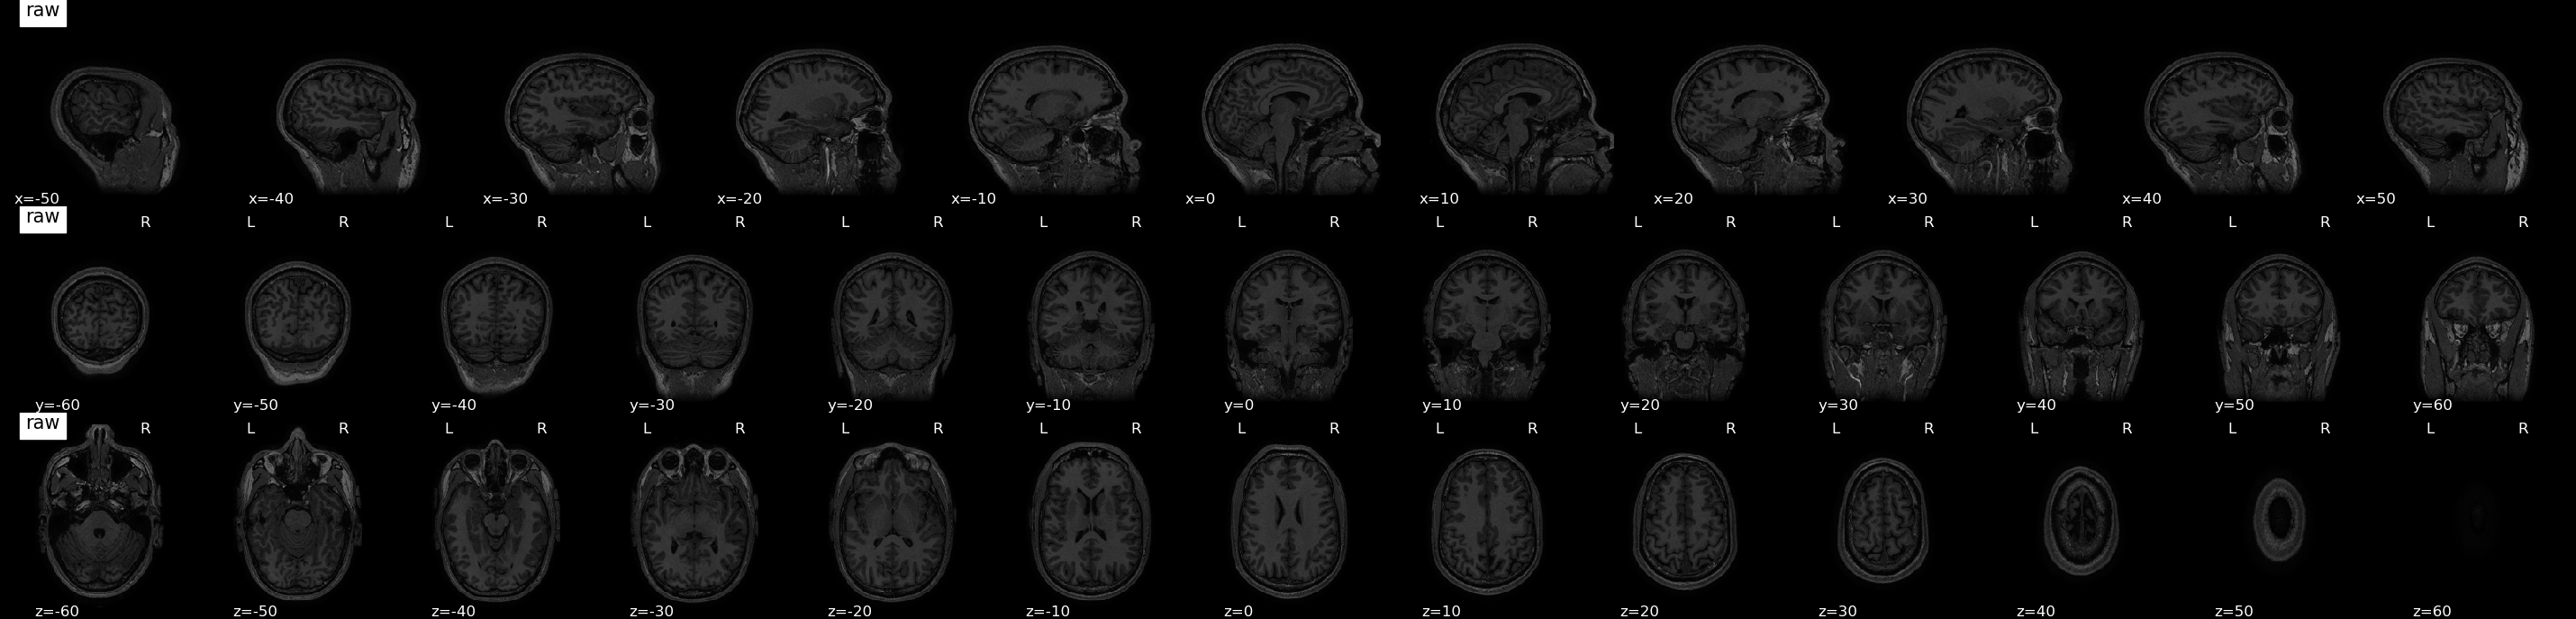 raw
x=-50 x=-40 x=-30 x=-20 x=-10 x=0 x=10 x=20 x=30 x=40 x=50
raw
R L R L R L R L R L R L R L R L R L R L R L R L R
y=-60 y=-50 y=-40 y=-30 y=-20 y=-10 y=0 y=10 y=20 y=30 y=40 y=50 y=60
raw
R L R L R L R L R L R L R L R L R L R L R L R L R
z=-60 z=-50 z=-40 z=-30 z=-20 z=-10 z=0 z=10 z=20 z=30 z=40 z=50 z=60